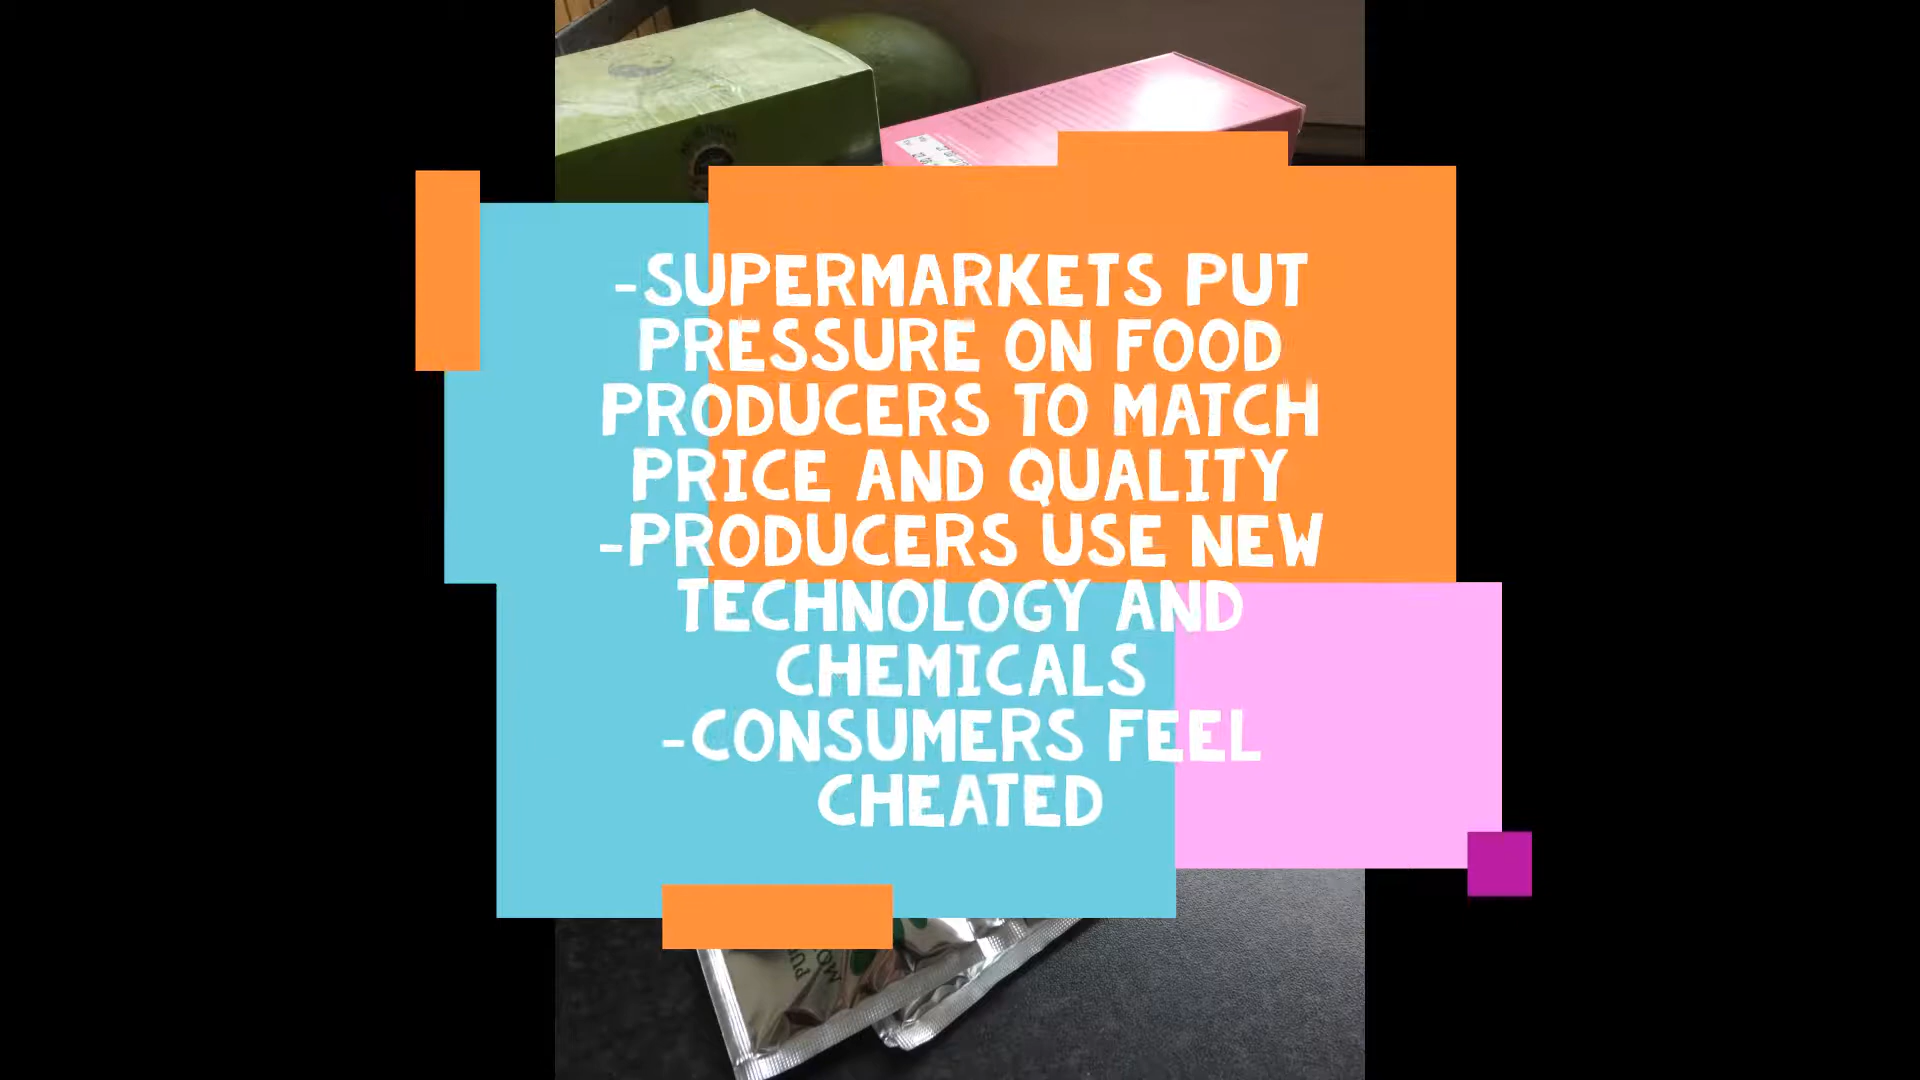 -SUPERMARKETS PUT
PRESSURE ON FOOD
PRODUCERS TO MATCH
PRICE AND QUALITY
-PRODUCERS USE NEW
TECHNOLOGY AND
CHEMICALS
-CONSUMERS FEEL
CHEATED